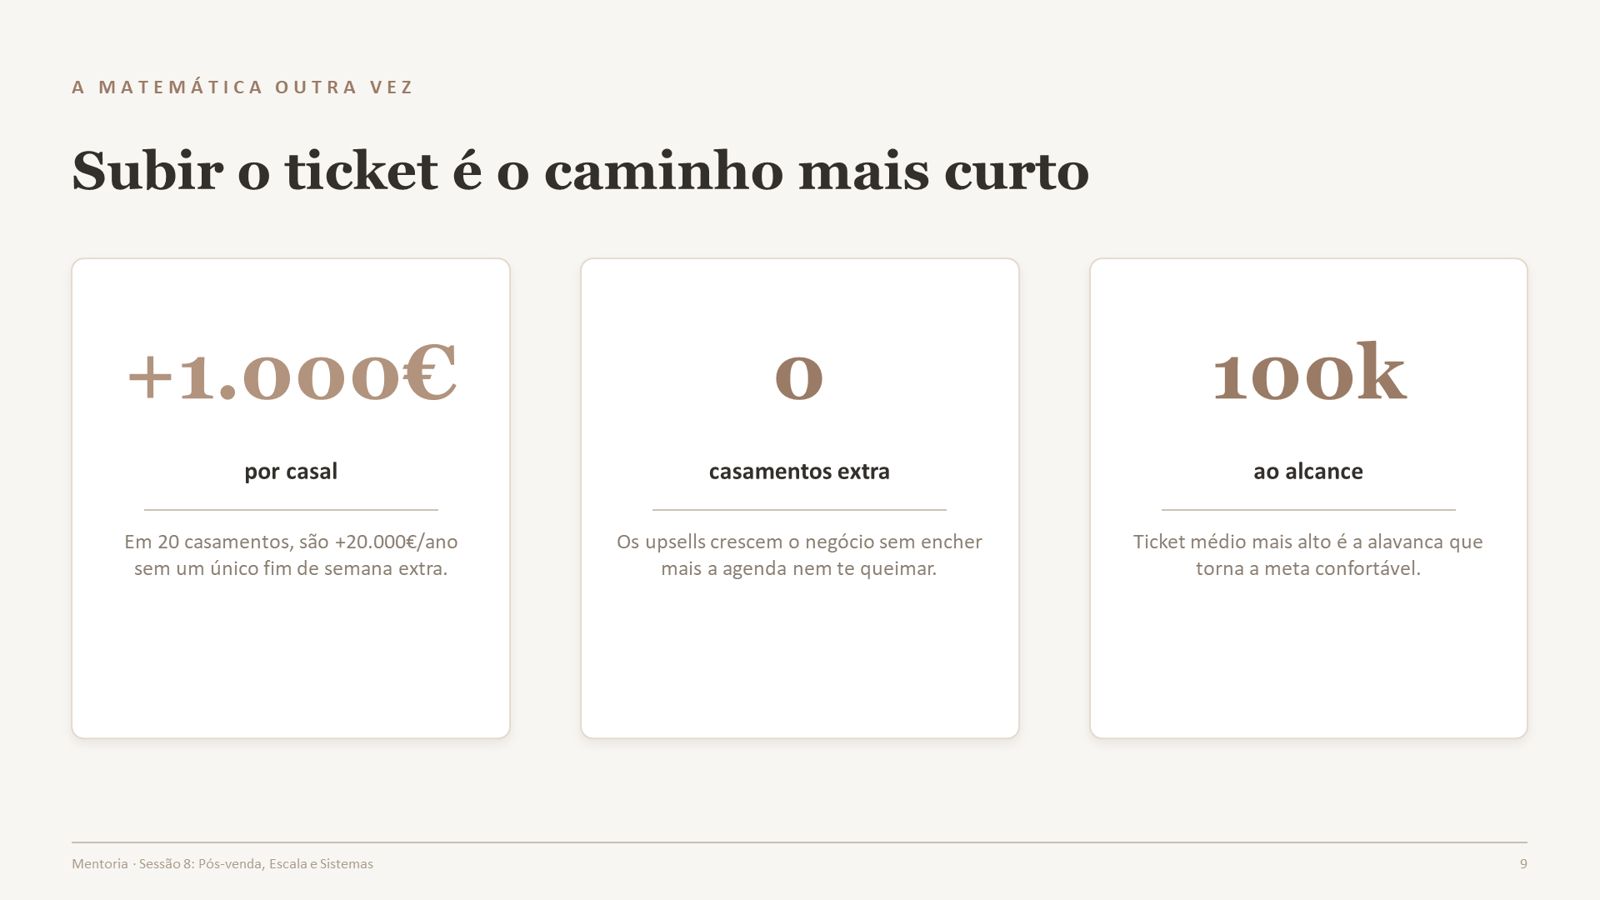 A MATEMÁTICA OUTRA VEZ
Subir o ticket é o caminho mais curto
+1.000€
por casal
Em 20 casamentos, são +20.000€/ano
sem um único fim de semana extra.
0
casamentos extra
Os upsells crescem o negócio sem encher
mais a agenda nem te queimar.
100k
ao alcance
Ticket médio mais alto é a alavanca que
torna a meta confortável.
Mentoria · Sessão 8: Pós-venda, Escala e Sistemas
9